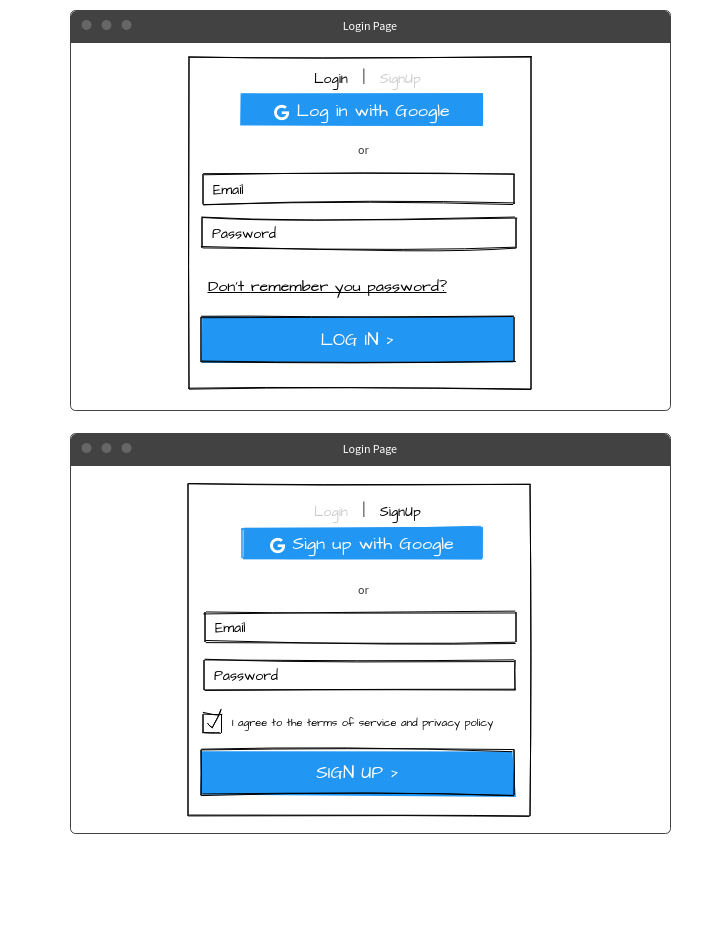 Login Page
Login | SignUp
G Log in with Google
or
Email
Password
Don't remember you password?
LOG IN >
Login Page
Login | SignUp
G Sign up with Google
or
Email
Password
I agree to the terms of service and privacy policy
SIGN UP >